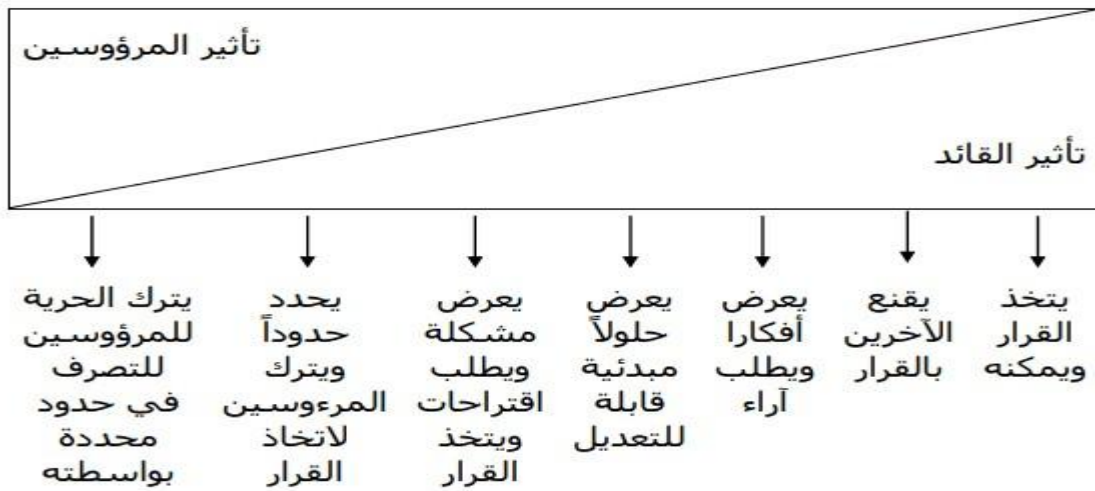 تأثير المرؤوسين
تأثير القائد
يتخذ
القرار
ويمكنه
يقنع
الآخرين
بالقرار
يعرض
أفكارا
ويطلب
آراء
يعرض
حلولاً
مبدئية
قابلة
للتعديل
يعرض
مشكلة
ويطلب
اقتراحات
ويتخذ
القرار
يحدد
حدوداً
ويترك
المرءوسين
لاتخاذ
القرار
يترك الحرية
للمرؤوسين
للتصرف
في حدود
محددة
بواسطته